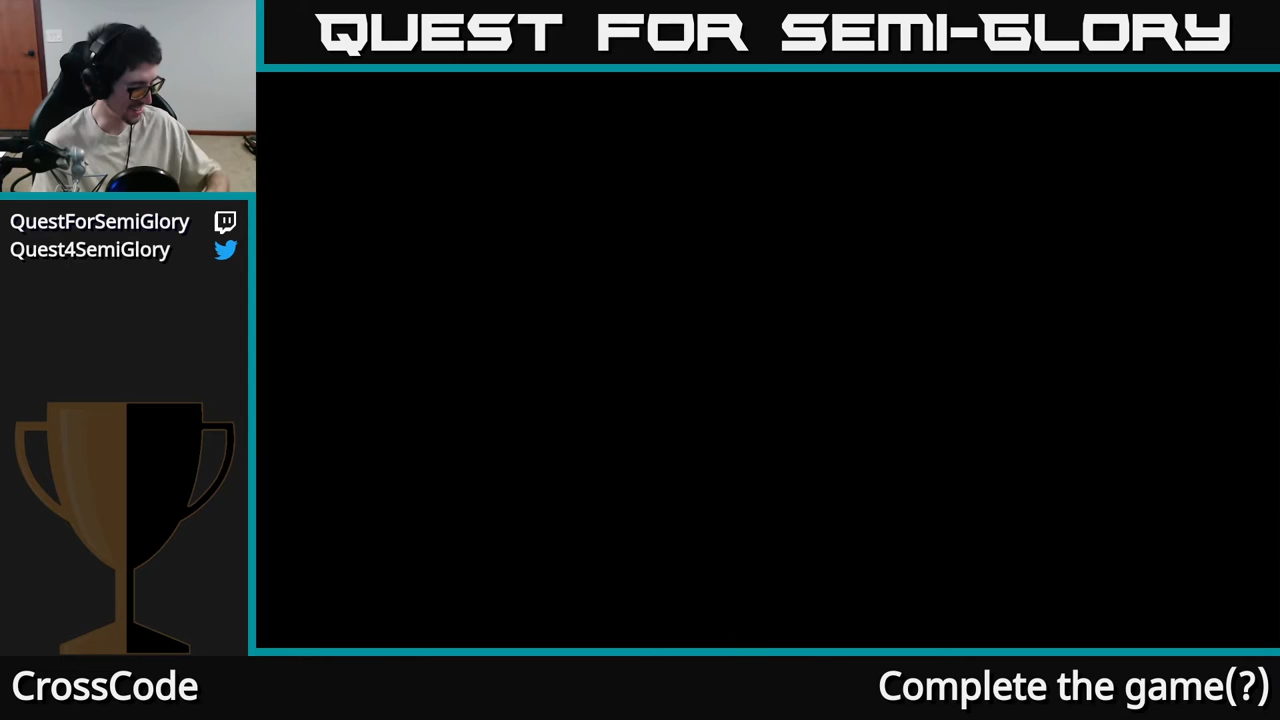 QUEST FOR SEMI-GLORY
QuestForSemiGlory
Quest4SemiGlory
CrossCode
Complete the game(?)